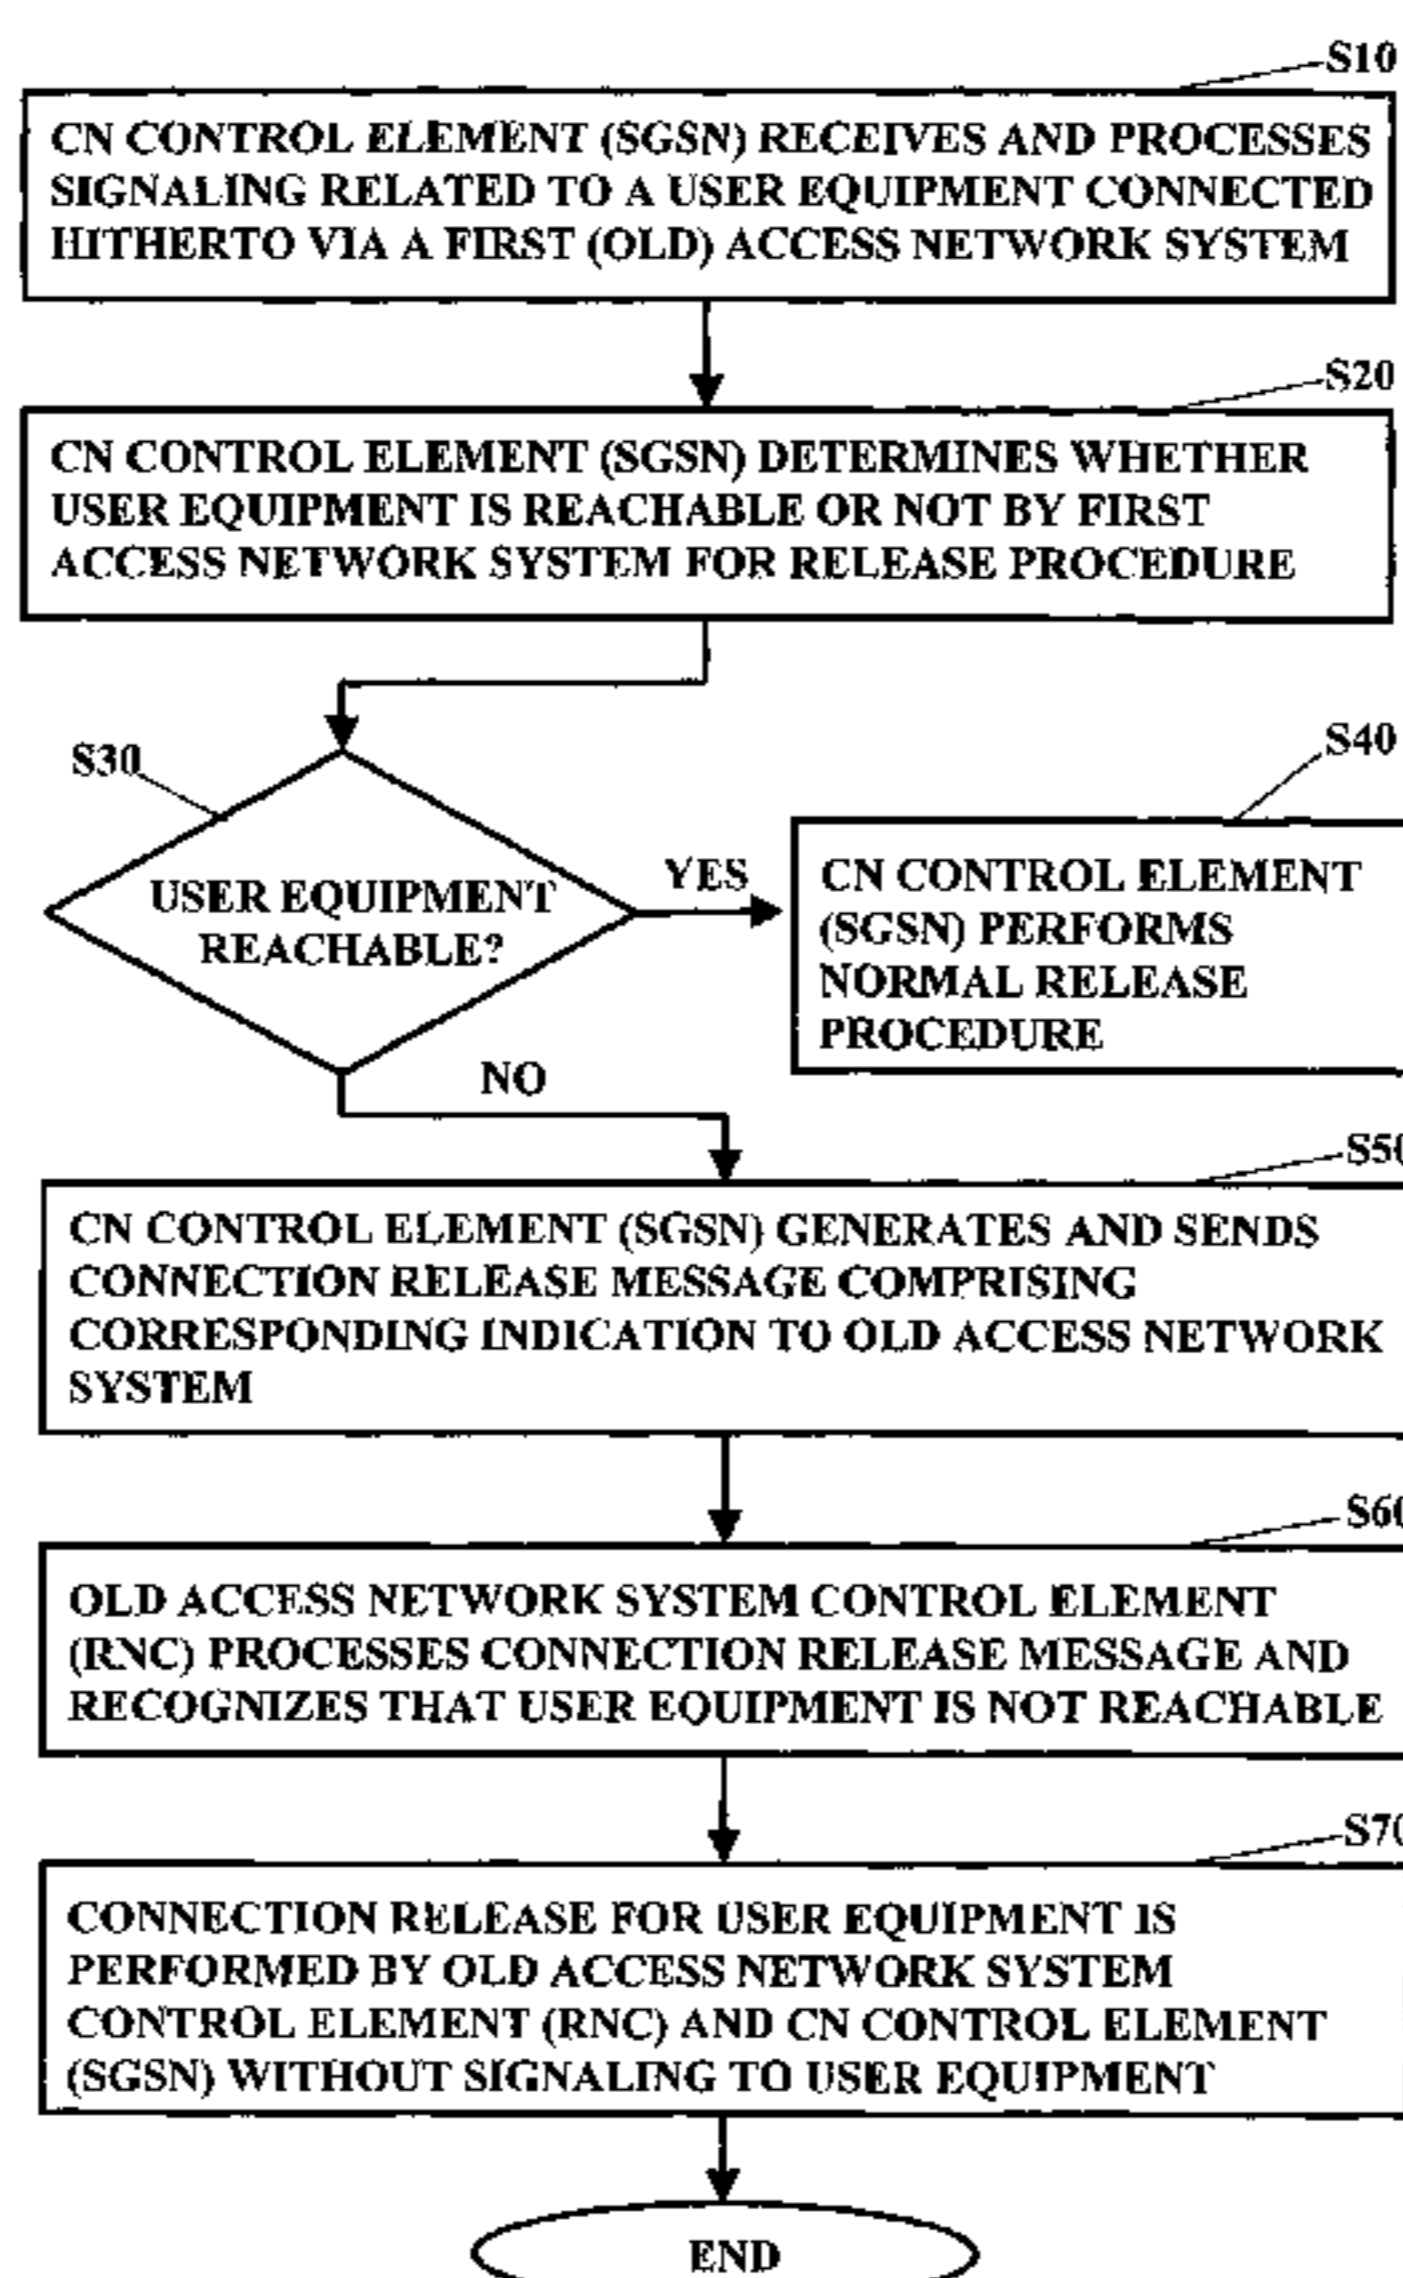 S10
CN CONTROL ELEMENT (SGSN) RECEIVES AND PROCESSES
SIGNALING RELATED TO A USER EQUIPMENT CONNECTED
HITHERTO VIA A FIRST (OLD) ACCESS NETWORK SYSTEM
S20
CN CONTROL ELEMENT (SGSN) DETERMINES WHETHER
USER EQUIPMENT IS REACHABLE OR NOT BY FIRST
ACCESS NETWORK SYSTEM FOR RELEASE PROCEDURE
S30
USER EQUIPMENT
REACHABLE?
YES
S40
CN CONTROL ELEMENT
(SGSN) PERFORMS
NORMAL RELEASE
PROCEDURE
NO
S50
CN CONTROL ELEMENT (SGSN) GENERATES AND SENDS
CONNECTION RELEASE MESSAGE COMPRISING
CORRESPONDING INDICATION TO OLD ACCESS NETWORK
SYSTEM
S60
OLD ACCESS NETWORK SYSTEM CONTROL ELEMENT
(RNC) PROCESSES CONNECTION RELEASE MESSAGE AND
RECOGNIZES THAT USER EQUIPMENT IS NOT REACHABLE
S70
CONNECTION RELEASE FOR USER EQUIPMENT IS
PERFORMED BY OLD ACCESS NETWORK SYSTEM
CONTROL ELEMENT (RNC) AND CN CONTROL ELEMENT
(SGSN) WITHOUT SIGNALING TO USER EQUIPMENT
END